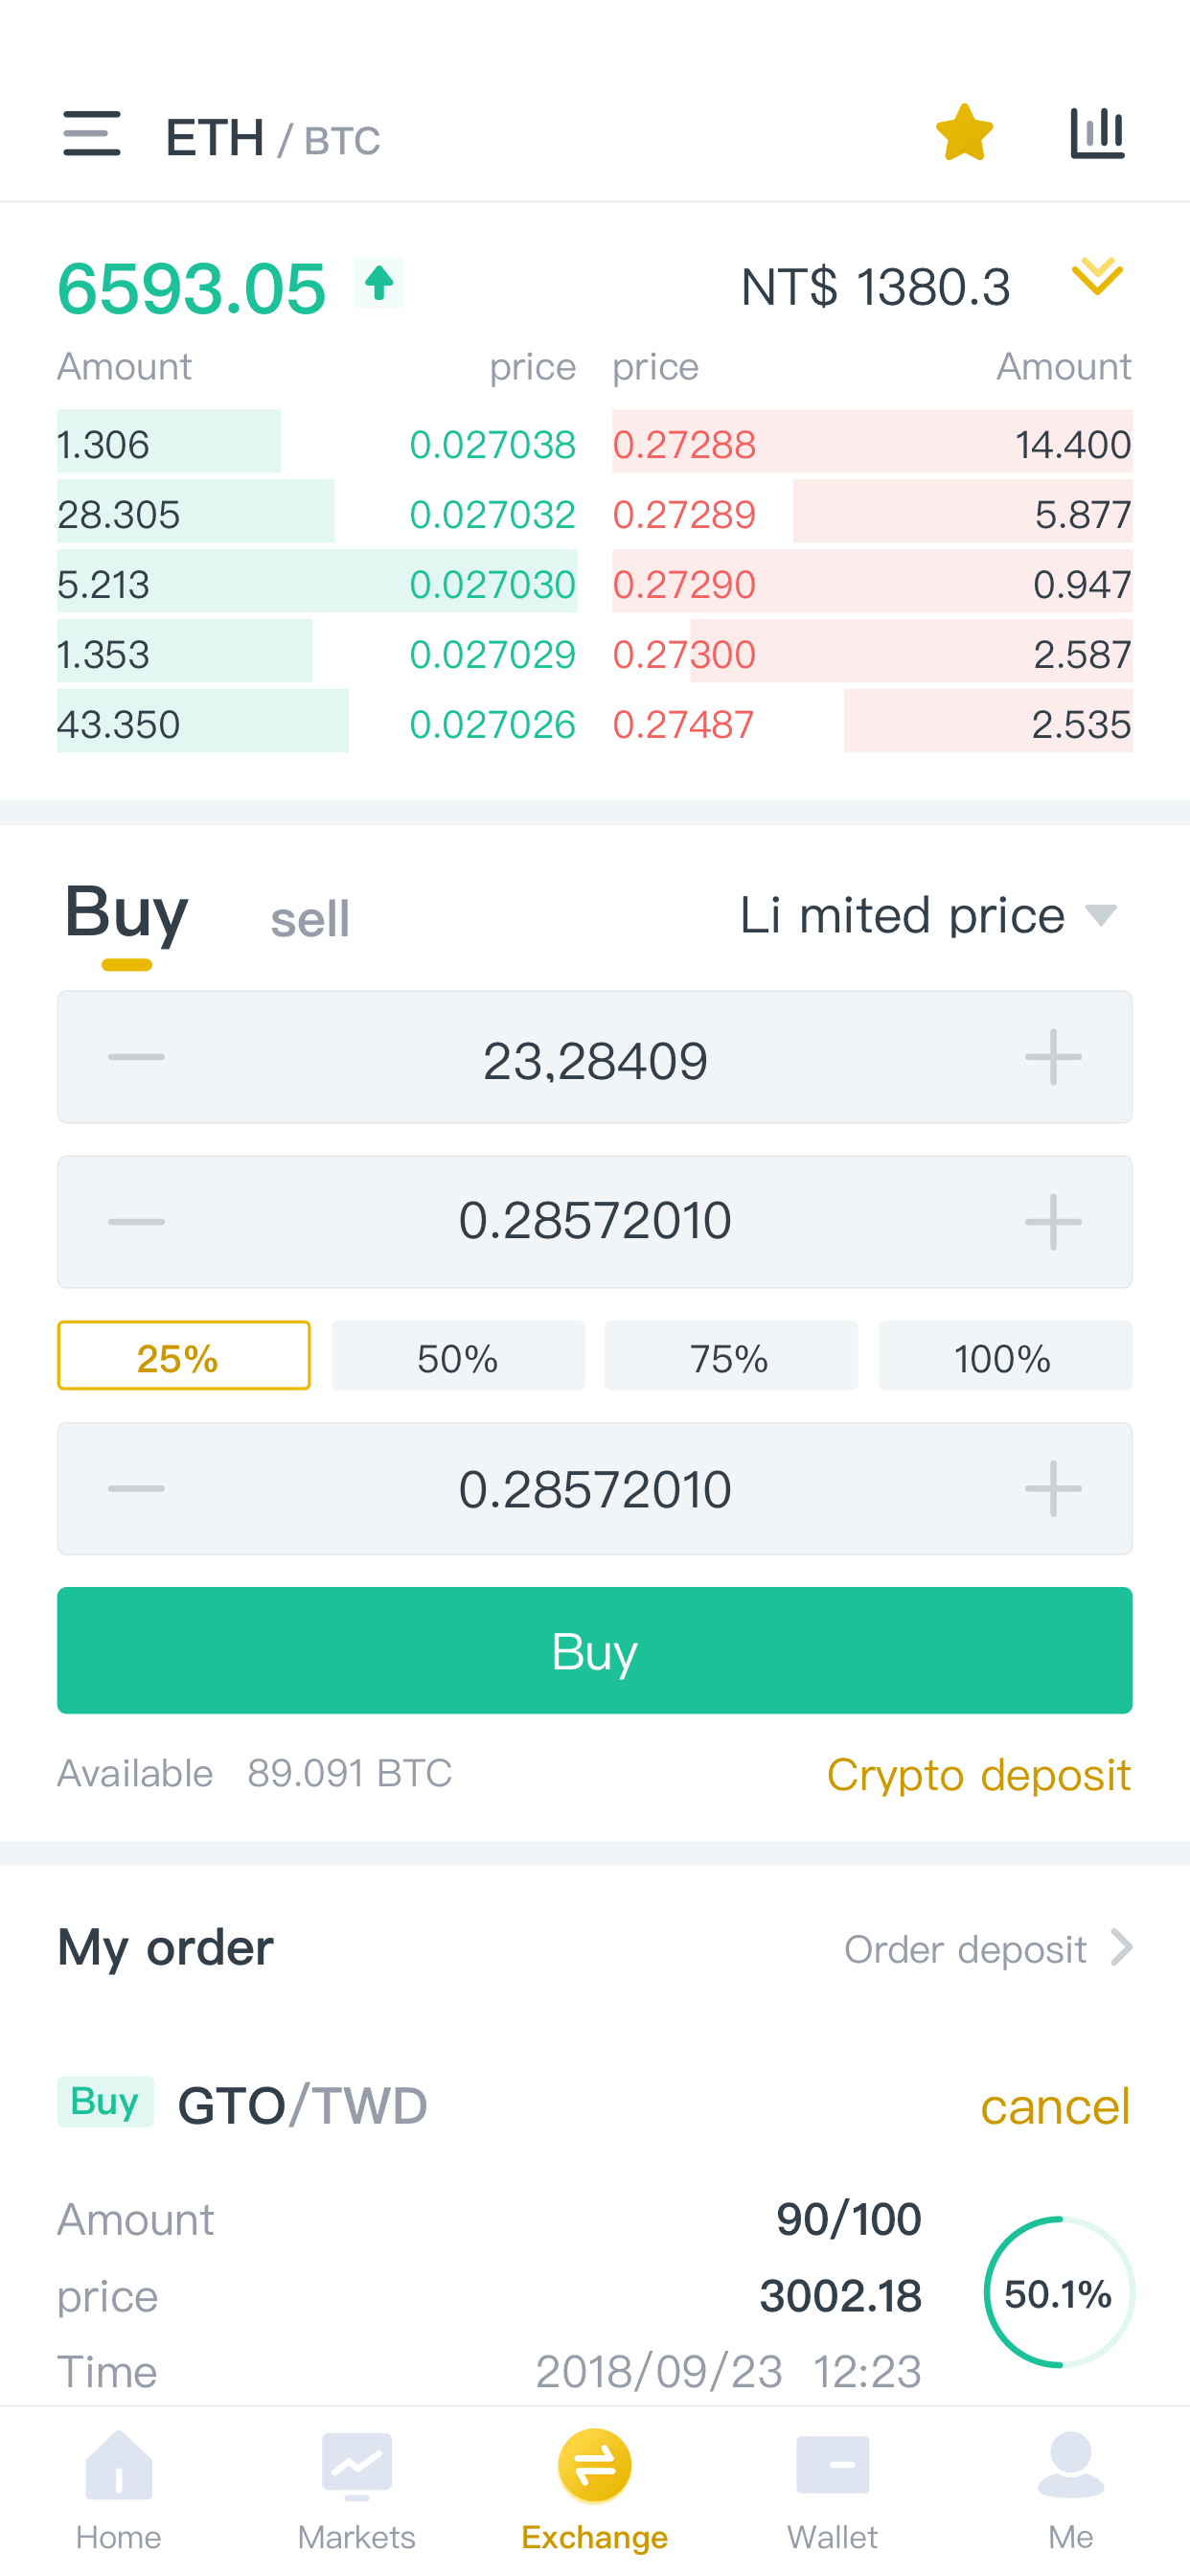 ETH / BTC
6593.05 NT$ 1380.3
Amount price price Amount
1.306 0.027038 0.27288 14.400
28.305 0.027032 0.27289 5.877
5.213 0.027030 0.27290 0.947
1.353 0.027029 0.27300 2.587
43.350 0.027026 0.27487 2.535
Buy sell Li mited price
23,28409
0.28572010
25% 50% 75% 100%
0.28572010
Buy
Available 89.091 BTC Crypto deposit
My order Order deposit
Buy GTO/TWD cancel
Amount 90/100
price 3002.18 50.1%
Time 2018/09/23 12:23
Home Markets Exchange Wallet Me